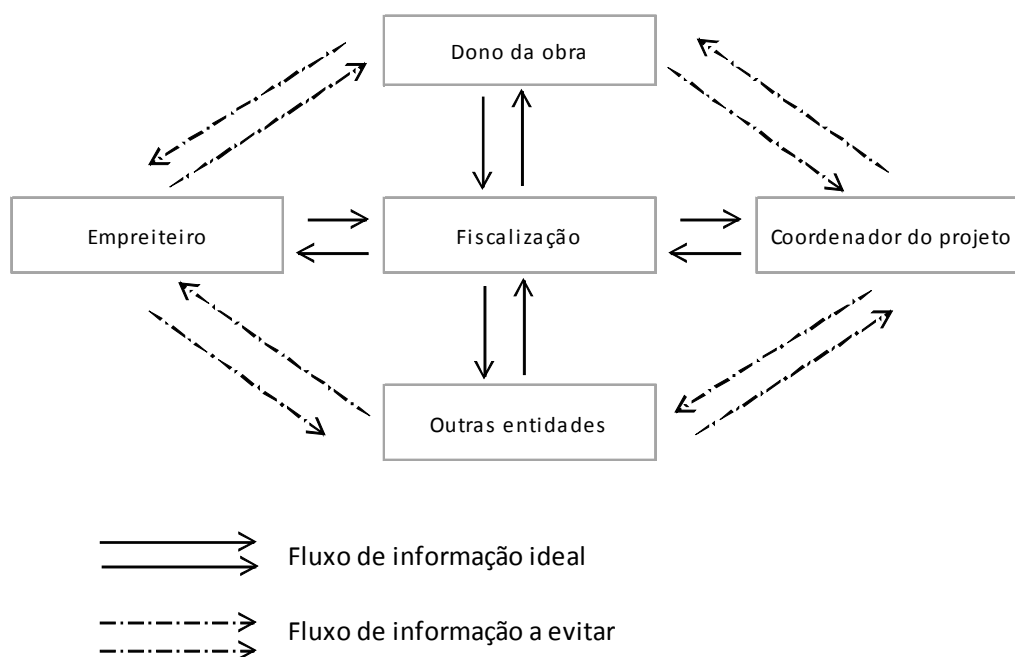 Dono da obra
Empreiteiro
Fiscalização
Coordenador do projeto
Outras entidades
Fluxo de informação ideal
Fluxo de informação a evitar